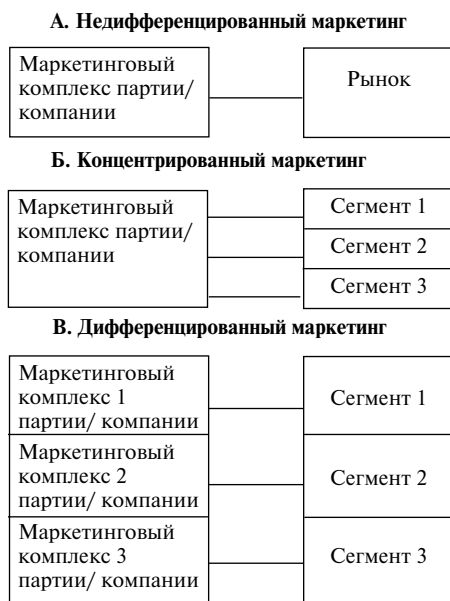 А. Недифференцированный маркетинг
Маркетинговый
комплекс партии/
компании
Рынок
Б. Концентрированный маркетинг
Маркетинговый
комплекс партии/
компании
Сегмент 1
Сегмент 2
Сегмент 3
В. Дифференцированный маркетинг
Маркетинговый
комплекс 1
партии/ компании
Сегмент 1
Маркетинговый
комплекс 2
партии/ компании
Сегмент 2
Маркетинговый
комплекс 3
партии/ компании
Сегмент 3